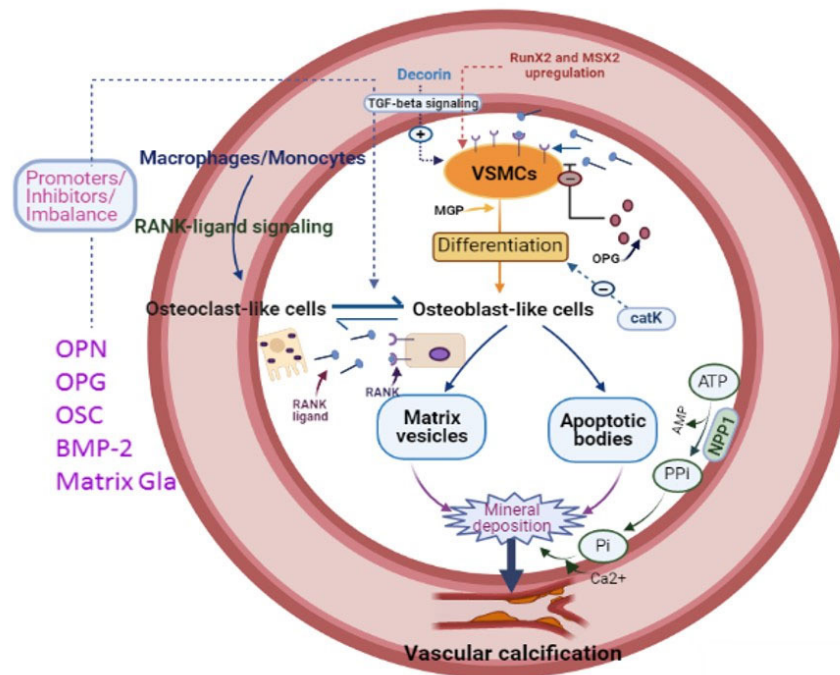 RunX2 and MSX2
upregulation
Decorin
TGF-beta signaling
+
Macrophages/Monocytes
VSMCs
Promoters/
Inhibitors/
Imbalance
–
MGP
RANK-ligand signaling
Differentiation
OPG
Osteoclast-like cells
Osteoblast-like cells
–
catK
OPN
OPG
OSC
BMP-2
Matrix Gla
RANK
ligand
RANK
Matrix
vesicles
Apoptotic
bodies
ATP
AMP
NPP1
PPi
Mineral
deposition
Pi
Ca2+
Vascular calcification